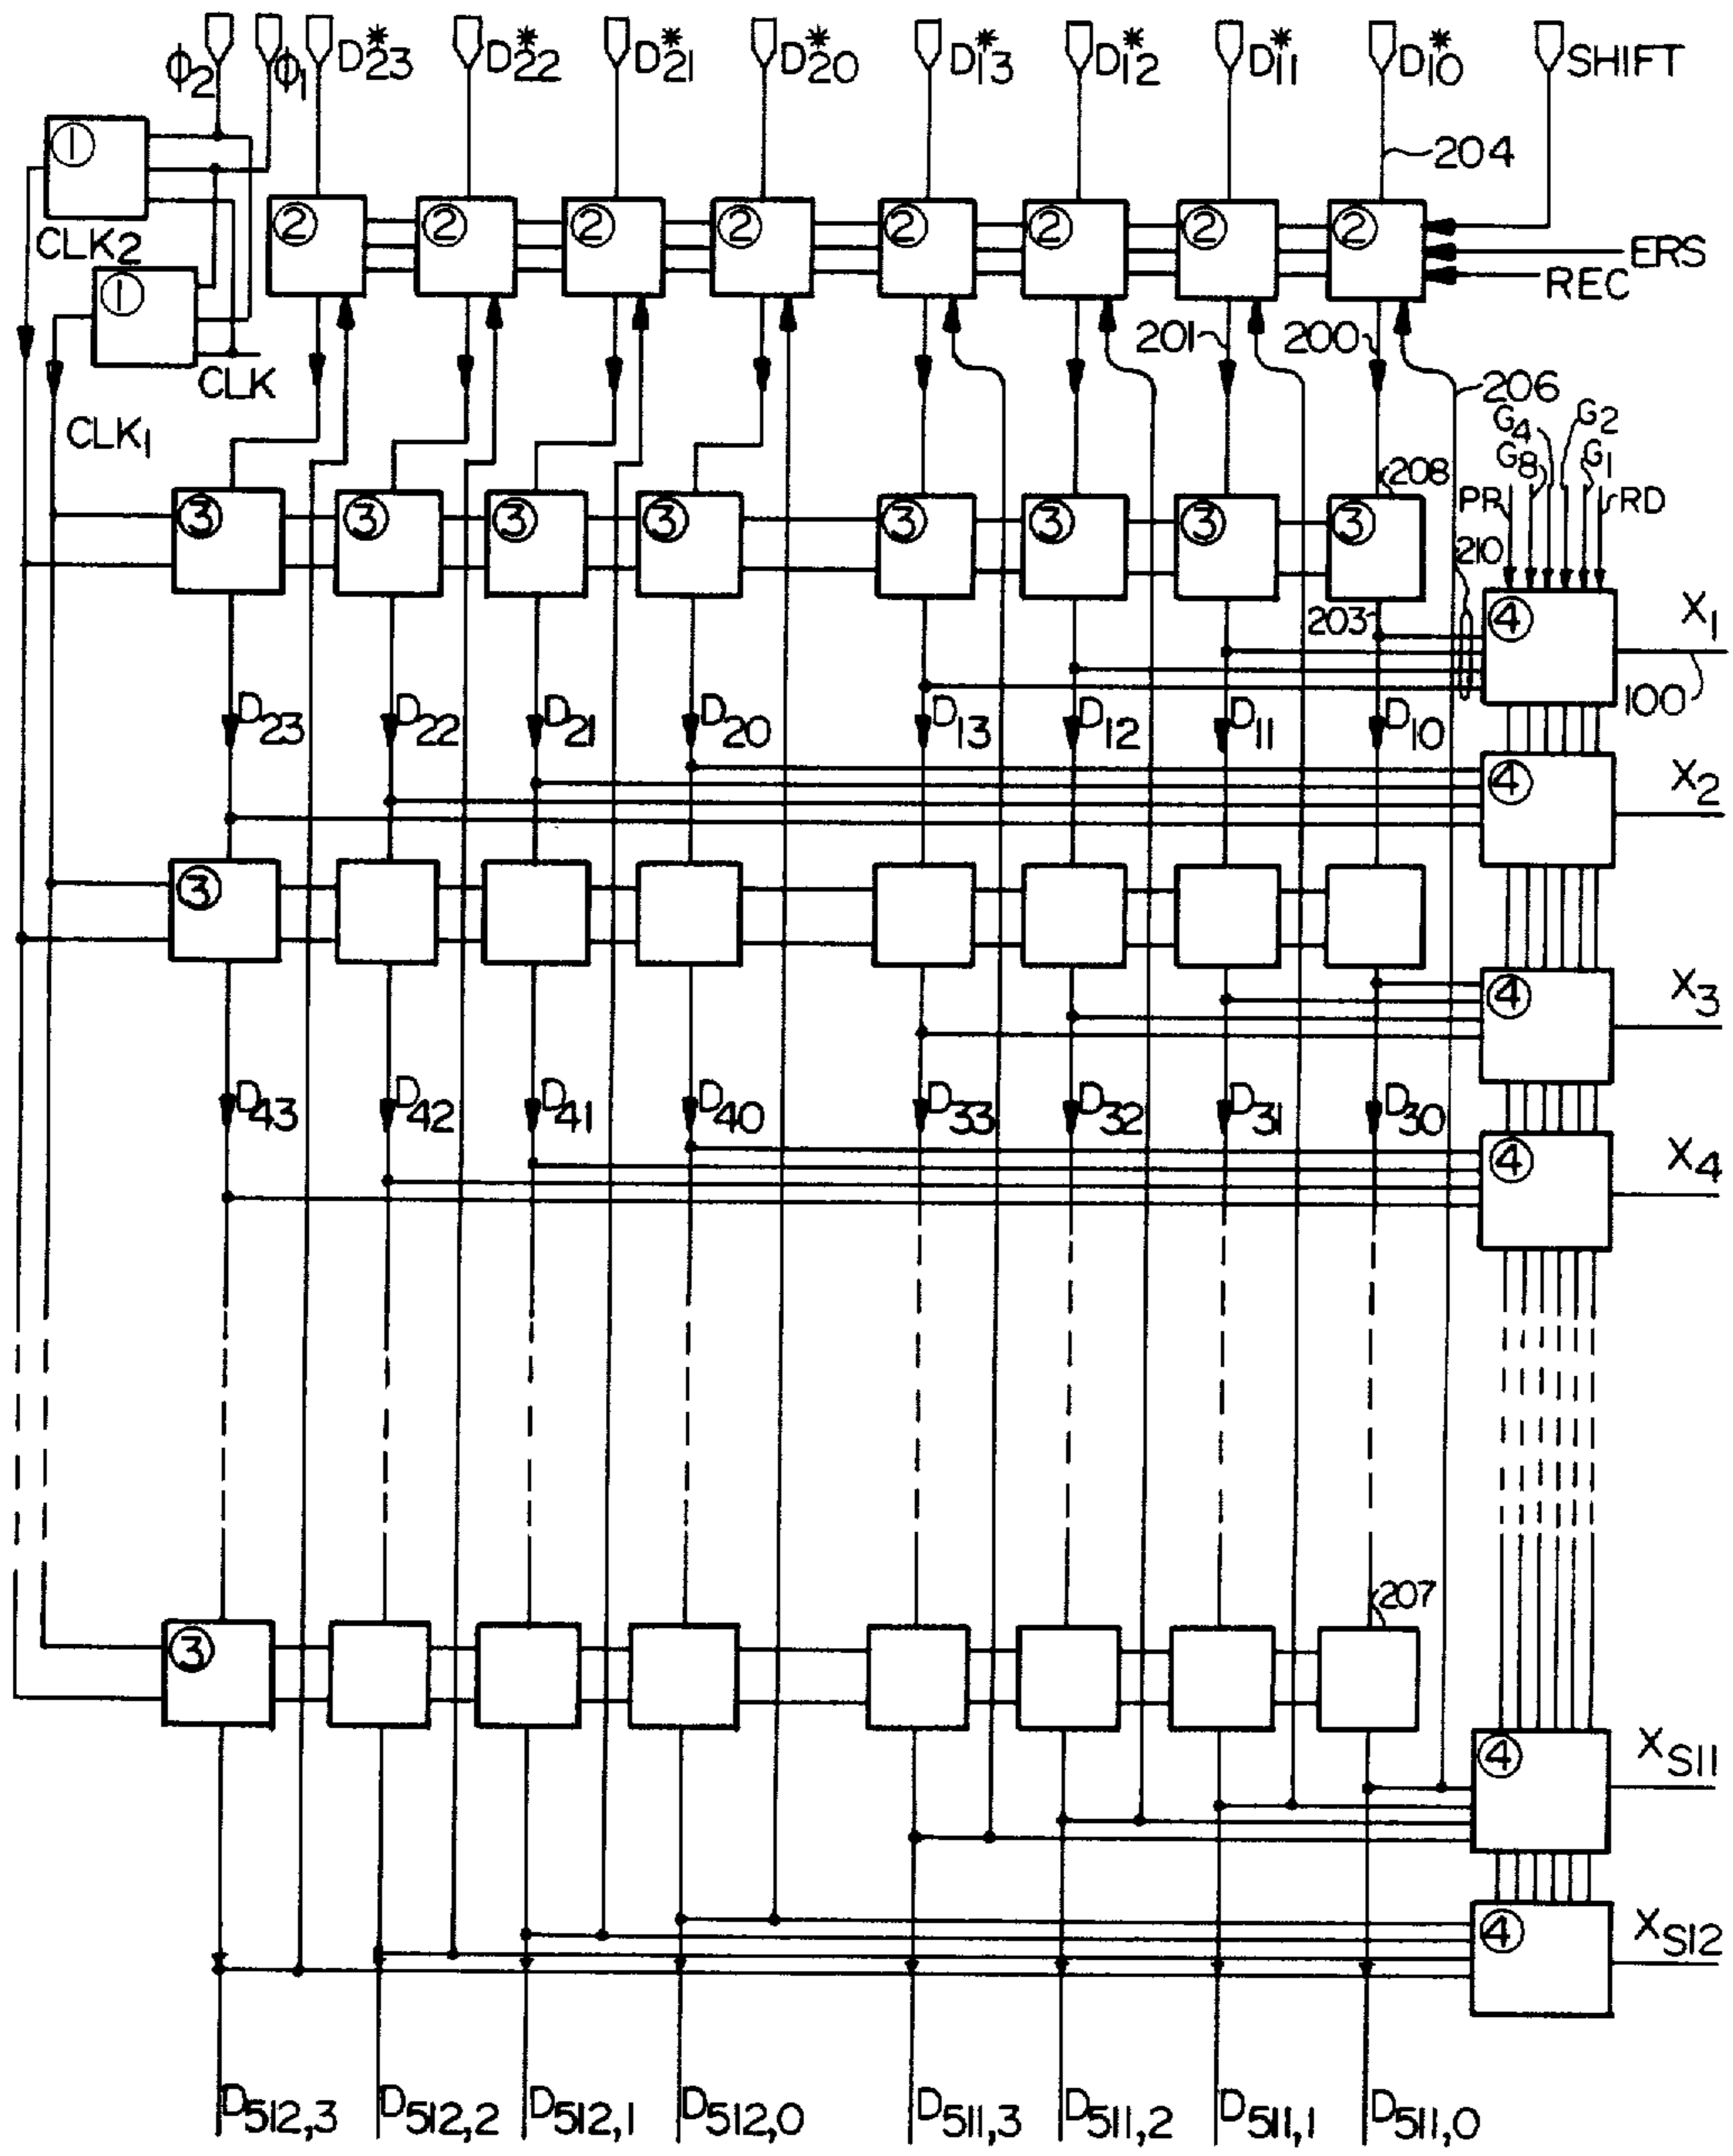 ϕ2 ϕ1 D*23 D*22 D*21 D*20 D*13 D*12 D*11 D*10 SHIFT
① 204
② ② ② ② ② ② ② ②
CLK2 ERS
① REC
201 200
CLK 206
CLK1 G4 G2
G8 G1
208 PR RD
③ ③ ③ ③ ③ ③ ③ ③
210
④ X1
203
100
D23 D22 D21 D20 D13 D12 D11 D10
④ X2
③
④ X3
D43 D42 D41 D40 D33 D32 D31 D30
④ X4
207
③
④ XS11
④ XS12
D512,3 D512,2 D512,1 D512,0 D511,3 D511,2 D511,1 D511,0